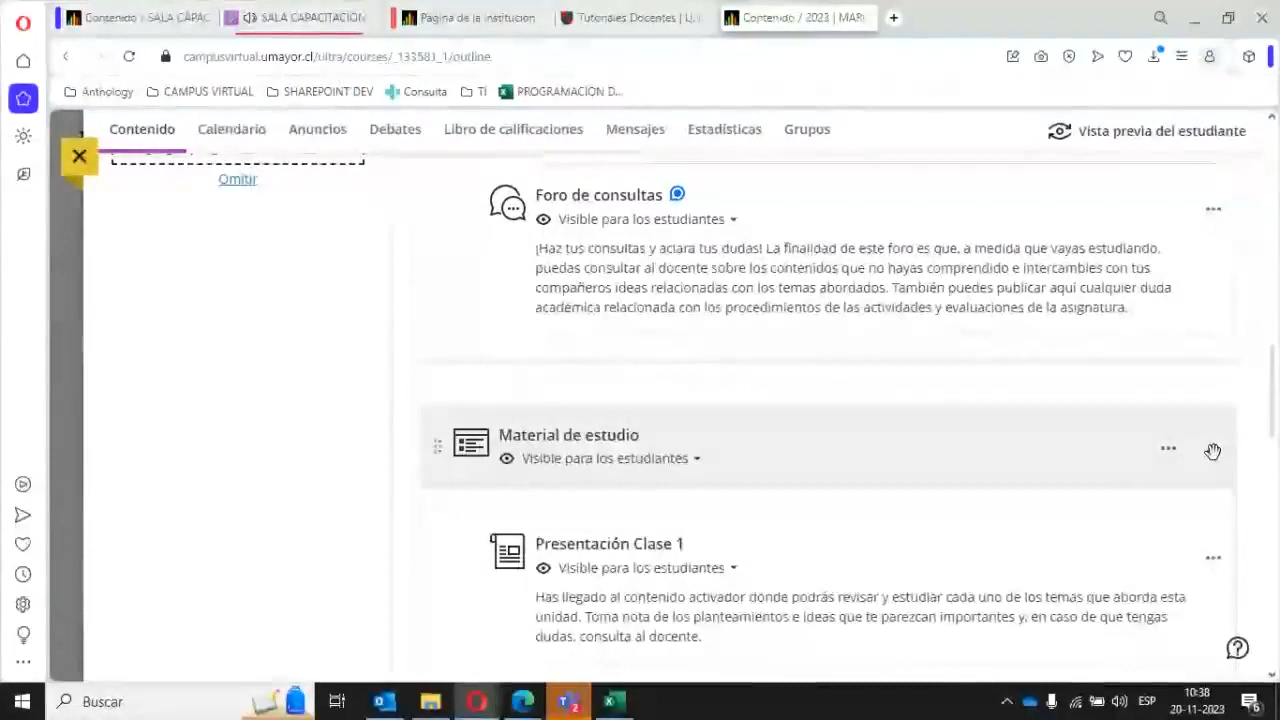 Contenido / SALA CAPAC
SALA CAPACITACION
Página de la Institución
Tutoriales Docentes | U.
Contenido / 2023 | MAR
campusvirtual.umayor.cl/ultra/courses/_133581_1/outline
Anthology
CAMPUS VIRTUAL
SHAREPOINT DEV
Consulta
TI
PROGRAMACION D...
Contenido
Calendario
Anuncios
Debates
Libro de calificaciones
Mensajes
Estadísticas
Grupos
Vista previa del estudiante
Omitir
Foro de consultas
Visible para los estudiantes
¡Haz tus consultas y aclara tus dudas! La finalidad de este foro es que, a medida que vayas estudiando,
puedas consultar al docente sobre los contenidos que no hayas comprendido e intercambies con tus
compañeros ideas relacionadas con los temas abordados. También puedes publicar aquí cualquier duda
académica relacionada con los procedimientos de las actividades y evaluaciones de la asignatura.
Material de estudio
Visible para los estudiantes
Presentación Clase 1
Visible para los estudiantes
Has llegado al contenido activador donde podrás revisar y estudiar cada uno de los temas que aborda esta
unidad. Toma nota de los planteamientos e ideas que te parezcan importantes y, en caso de que tengas
dudas, consulta al docente.
Buscar
ESP
10:38
20-11-2023
6